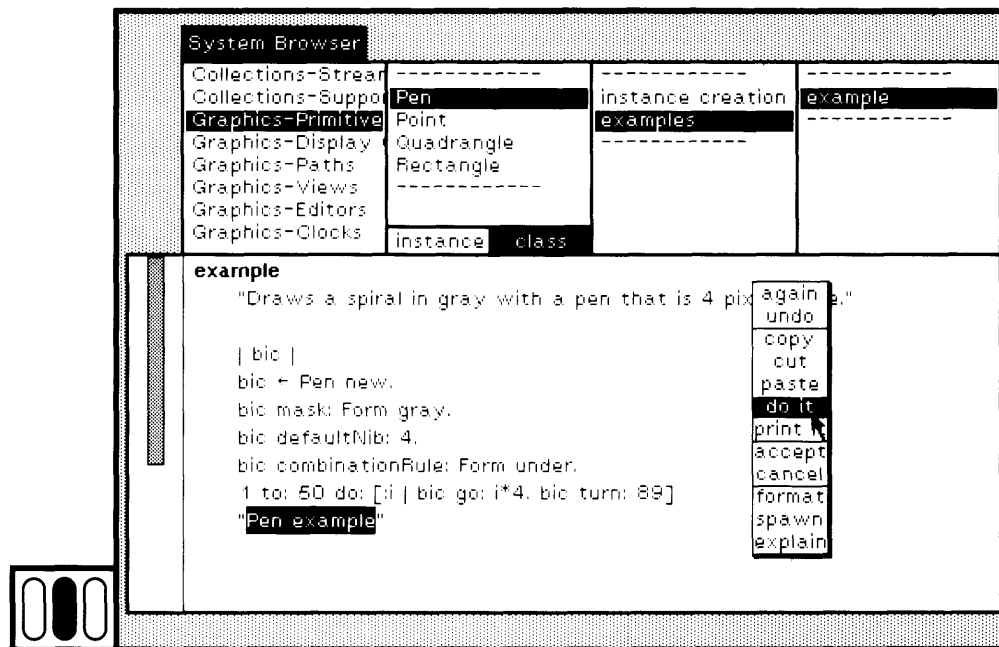 System Browser
Collections-Strear
Collections-Suppo
Graphics-Primitive
Graphics-Display
Graphics-Paths
Graphics-Views
Graphics-Editors
Graphics-Clocks
------------
Pen
Point
Quadrangle
Rectangle
------------
instance class
------------
instance creation
examples
------------
------------
example
------------
example
"Draws a spiral in gray with a pen that is 4 pix e."
| bic |
bic ← Pen new.
bic mask: Form gray.
bic defaultNib: 4.
bic combinationRule: Form under.
1 to: 50 do: [:i | bic go: i*4. bic turn: 89]
"Pen example"
again
undo
copy
cut
paste
do it
print it
accept
cancel
format
spawn
explain